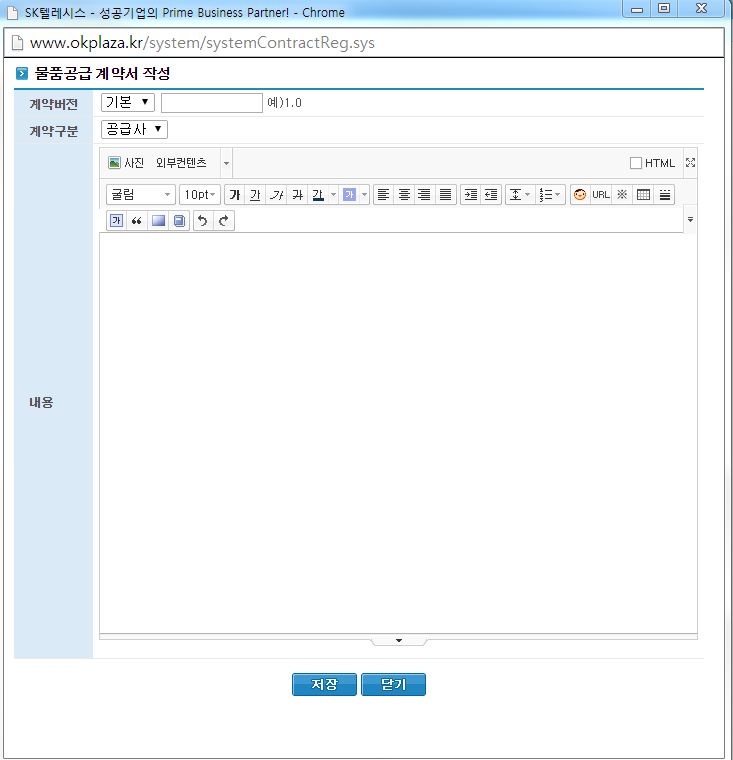 SK텔레시스 - 성공기업의 Prime Business Partner! - Chrome
www.okplaza.kr/system/systemContractReg.sys
물품공급 계약서 작성
계약버전 기본 예)1.0
계약구분 공급사
사진 외부컨텐츠 HTML
굴림 10pt 가 가 가 가 가 가 URL ※
가
내용
저장 닫기